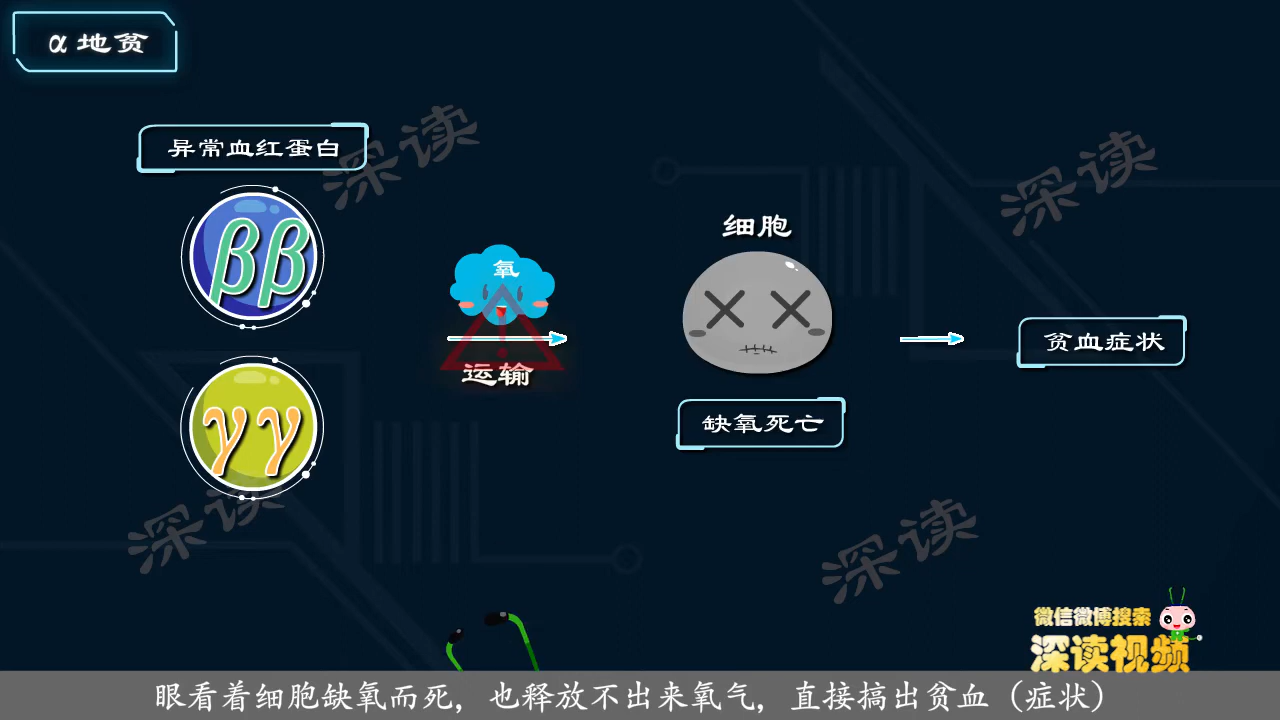 α地贫
异常血红蛋白
ββ
γγ
氧
运输
细胞
缺氧死亡
贫血症状
深读
深读
深读
深读
微信微博搜索
深读视频
眼看着细胞缺氧而死，也释放不出来氧气，直接搞出贫血（症状）